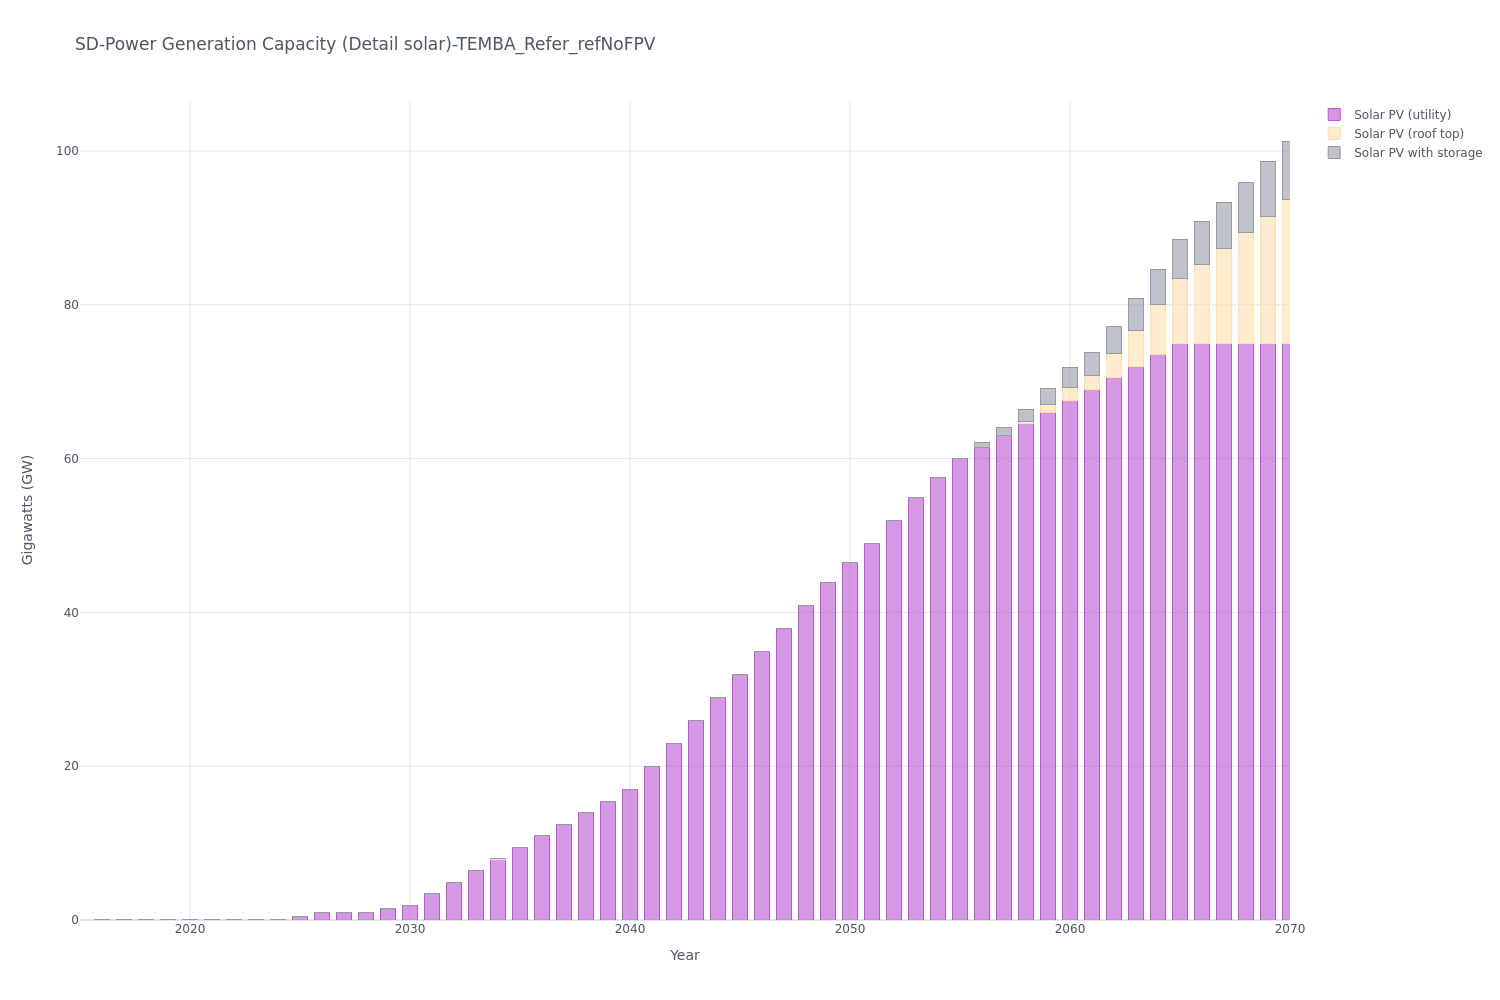 SD-Power Generation Capacity (Detail solar)-TEMBA_Refer_refNoFPV
Solar PV (utility)
Solar PV (roof top)
Solar PV with storage
100
80
60
40
20
0
Gigawatts (GW)
2020 2030 2040 2050 2060 2070
Year